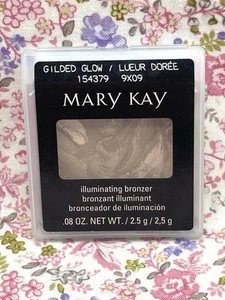 GILDED GLOW / LUEUR DORÉE
154379 9X09
MARY KAY
illuminating bronzer
bronzant illuminant
bronceador de iluminación
.08 OZ. NET WT. / 2.5 g / 2,5 g